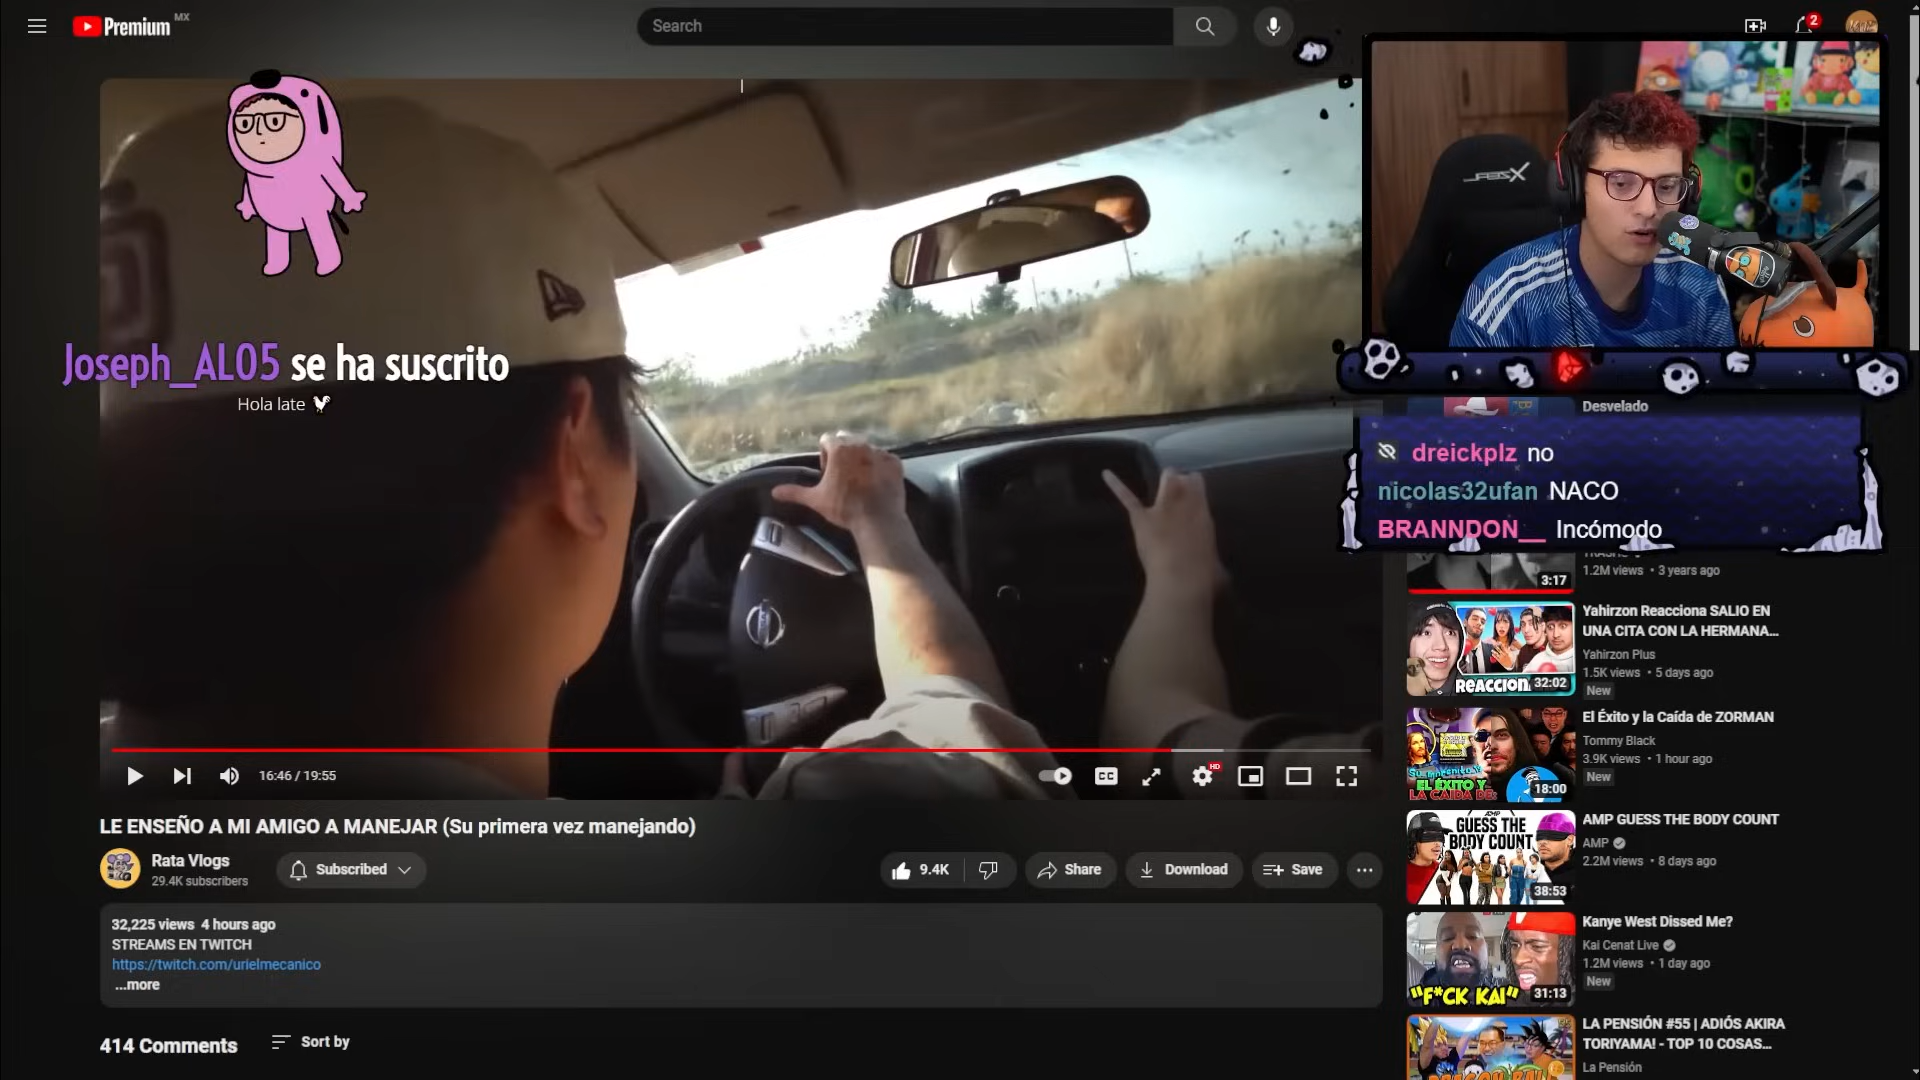 Premium MX
Search
2
Joseph_AL05 se ha suscrito
Hola late
16:46 / 19:55
CC
HD
LE ENSEÑO A MI AMIGO A MANEJAR (Su primera vez manejando)
Rata Vlogs
29.4K subscribers
Subscribed
9.4K
Share
Download
Save
32,225 views 4 hours ago
STREAMS EN TWITCH
https://twitch.com/urielmecanico
...more
414 Comments
Sort by
Desvelado
dreickplz no
nicolas32ufan NACO
BRANNDON__ Incómodo
3:17
1.2M views • 3 years ago
REACCION
32:02
Yahirzon Reacciona SALIO EN
UNA CITA CON LA HERMANA...
Yahirzon Plus
1.5K views • 5 days ago
New
EL ÉXITO Y
LA CAIDA DE:
18:00
El Éxito y la Caída de ZORMAN
Tommy Black
3.9K views • 1 hour ago
New
GUESS THE
BODY COUNT
38:53
AMP GUESS THE BODY COUNT
AMP
2.2M views • 8 days ago
"F*CK KAI"
31:13
Kanye West Dissed Me?
Kai Cenat Live
1.2M views • 1 day ago
New
LA PENSIÓN #55 | ADIÓS AKIRA
TORIYAMA! - TOP 10 COSAS...
La Pensión